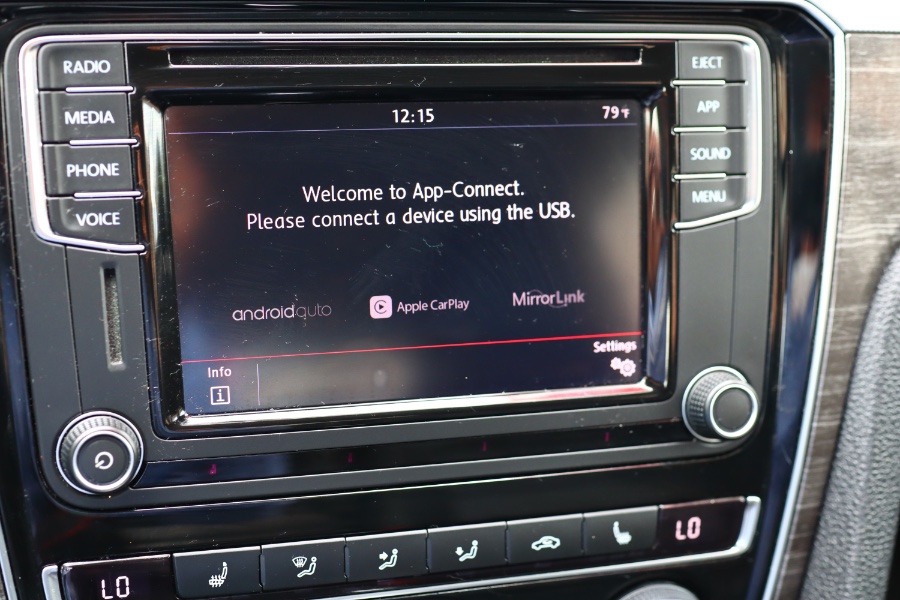 RADIO
MEDIA
PHONE
VOICE
EJECT
APP
SOUND
MENU
12:15
79°F
Welcome to App-Connect.
Please connect a device using the USB.
androidauto
Apple CarPlay
MirrorLink
Info
Settings
LO
LO